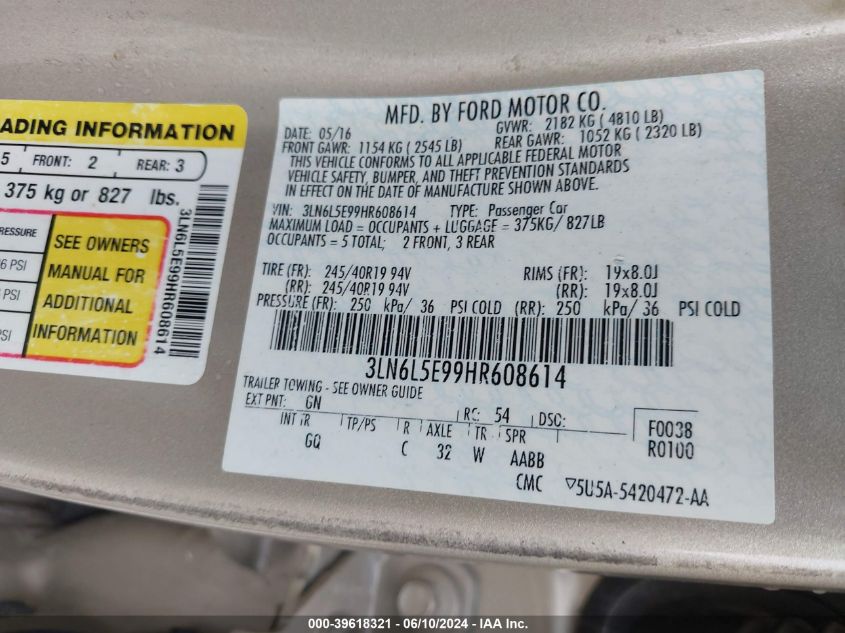 ADING INFORMATION
5 FRONT: 2 REAR: 3
375 kg or 827 lbs.
RESSURE
6 PSI
PSI
PSI
SEE OWNERS
MANUAL FOR
ADDITIONAL
INFORMATION
3LN6L5E99HR608614
MFD. BY FORD MOTOR CO.
DATE: 05/16 GVWR: 2182 KG ( 4810 LB)
FRONT GAWR: 1154 KG ( 2545 LB) REAR GAWR: 1052 KG ( 2320 LB)
THIS VEHICLE CONFORMS TO ALL APPLICABLE FEDERAL MOTOR
VEHICLE SAFETY, BUMPER, AND THEFT PREVENTION STANDARDS
IN EFFECT ON THE DATE OF MANUFACTURE SHOWN ABOVE.
VIN: 3LN6L5E99HR608614 TYPE: Passenger Car
MAXIMUM LOAD = OCCUPANTS + LUGGAGE = 375KG/ 827LB
OCCUPANTS = 5 TOTAL; 2 FRONT, 3 REAR
TIRE (FR): 245/40R19 94V RIMS (FR): 19x8.0J
(RR): 245/40R19 94V (RR): 19x8.0J
PRESSURE (FR): 250 kPa/ 36 PSI COLD (RR): 250 kPa/ 36 PSI COLD
3LN6L5E99HR608614
TRAILER TOWING - SEE OWNER GUIDE
EXT PNT: GN RC: 54 DSO: F0038
INT TR TP/PS R AXLE TR SPR R0100
GQ C 32 W AABB
CMC 5U5A-5420472-AA
000-39618321 - 06/10/2024 - IAA Inc.